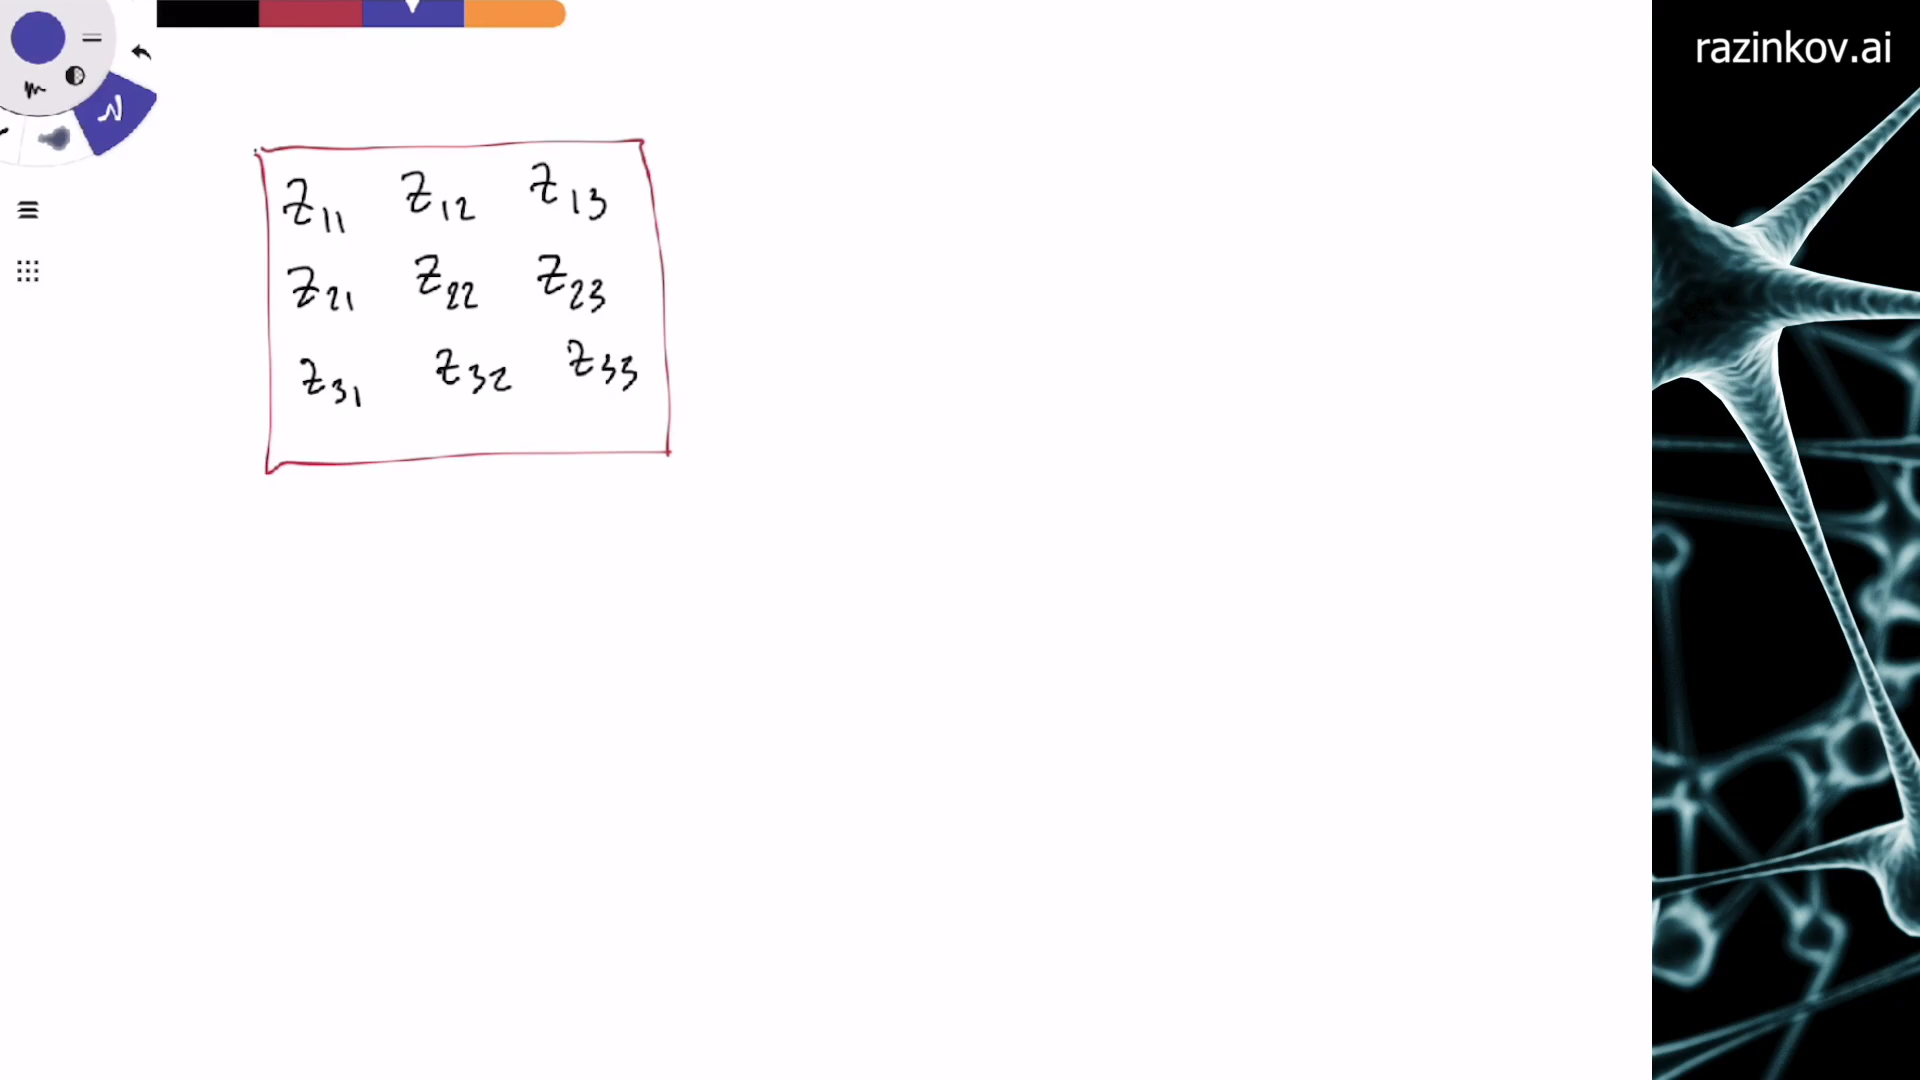 razinkov.ai
z₁₁ z₁₂ z₁₃
z₂₁ z₂₂ z₂₃
z₃₁ z₃₂ z₃₃